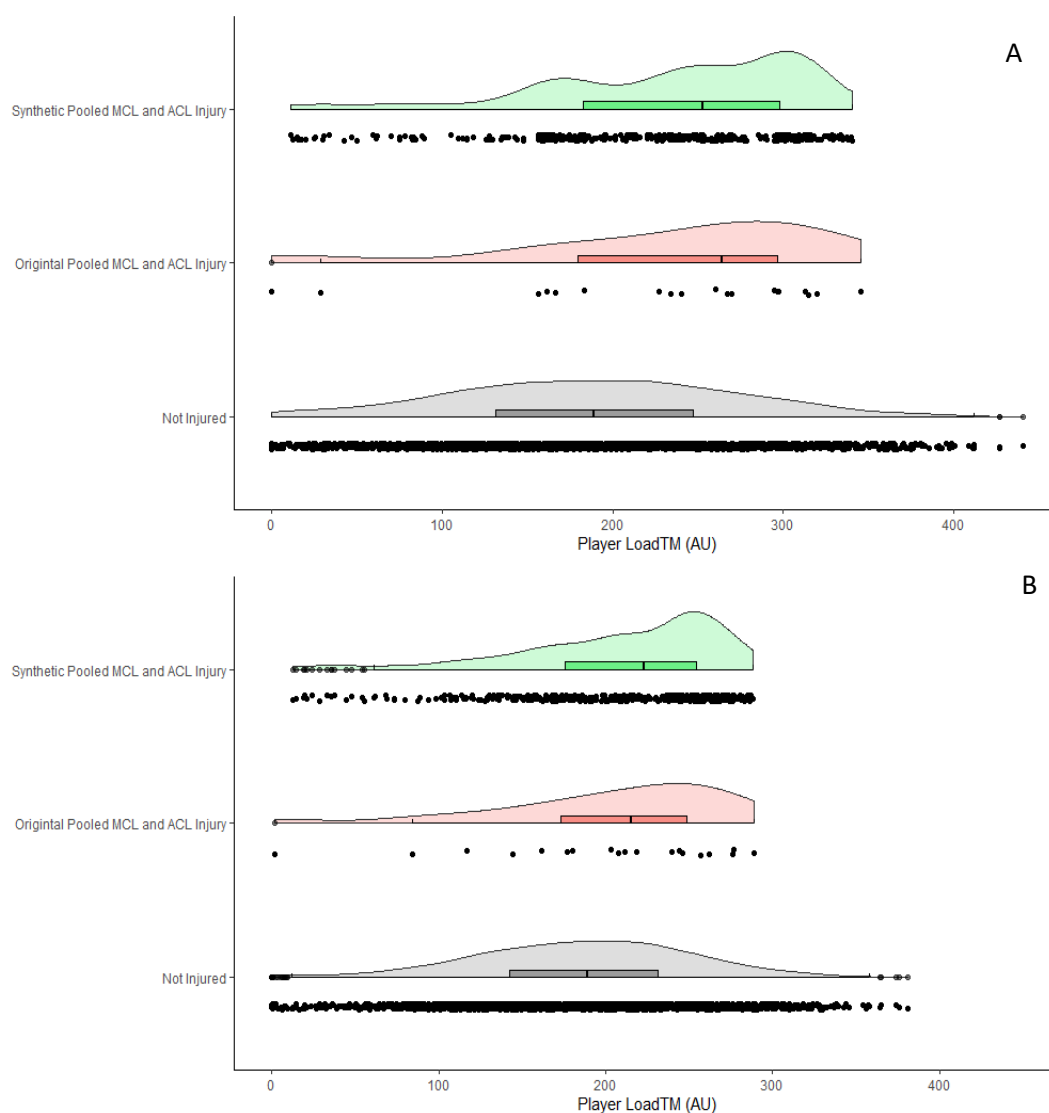 A
Synthetic Pooled MCL and ACL Injury
Origintal Pooled MCL and ACL Injury
Not Injured
0 100 200 300 400
Player LoadTM (AU)
B
Synthetic Pooled MCL and ACL Injury
Origintal Pooled MCL and ACL Injury
Not Injured
0 100 200 300 400
Player LoadTM (AU)